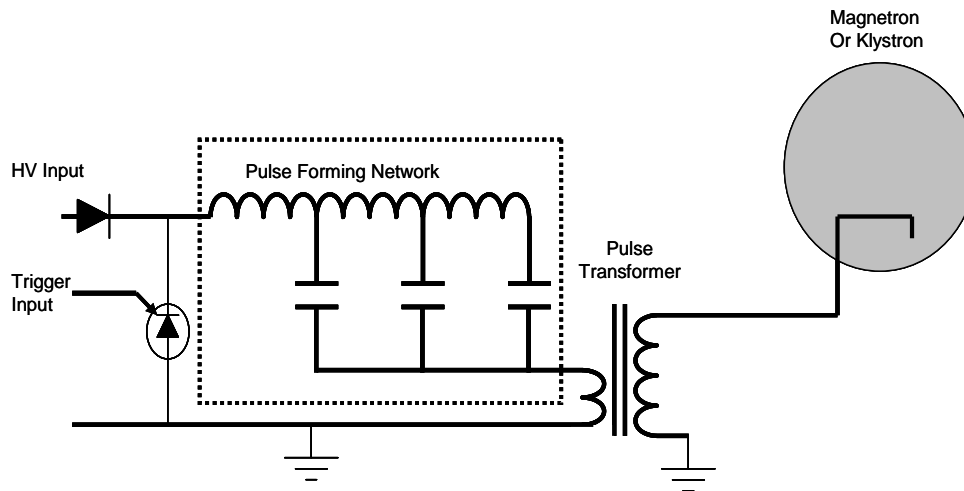 Magnetron
Or Klystron
HV Input
Pulse Forming Network
Pulse
Transformer
Trigger
Input